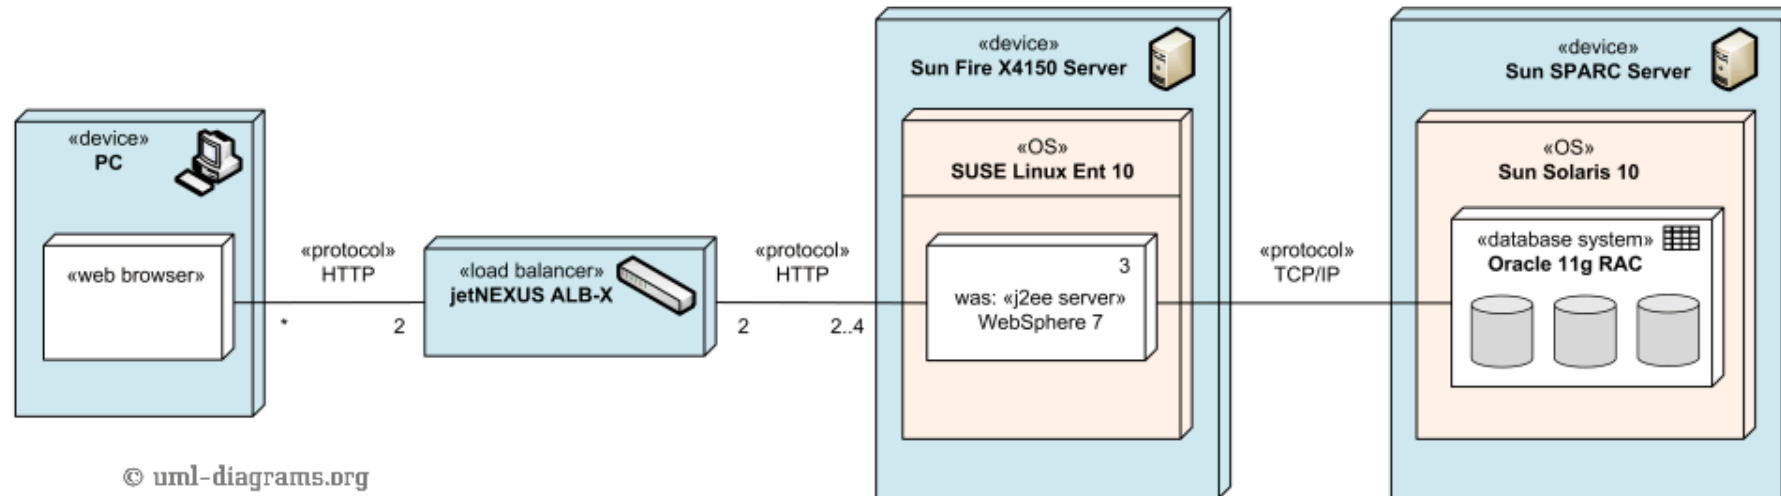 «device»
PC
«web browser»
«protocol»
HTTP
*
2
«load balancer»
jetNEXUS ALB-X
«protocol»
HTTP
2
2..4
«device»
Sun Fire X4150 Server
«OS»
SUSE Linux Ent 10
3
was: «j2ee server»
WebSphere 7
«protocol»
TCP/IP
«device»
Sun SPARC Server
«OS»
Sun Solaris 10
«database system»
Oracle 11g RAC
© uml-diagrams.org